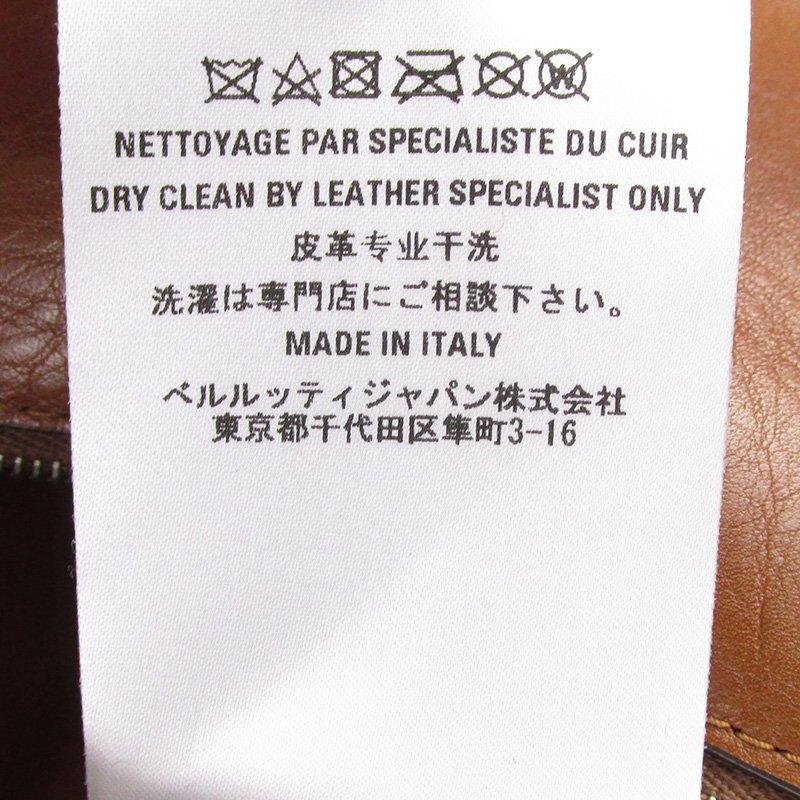 NETTOYAGE PAR SPECIALISTE DU CUIR
DRY CLEAN BY LEATHER SPECIALIST ONLY
皮革专业干洗
洗濯は専門店にご相談下さい。
MADE IN ITALY
ベルルッティジャパン株式会社
東京都千代田区隼町3-16